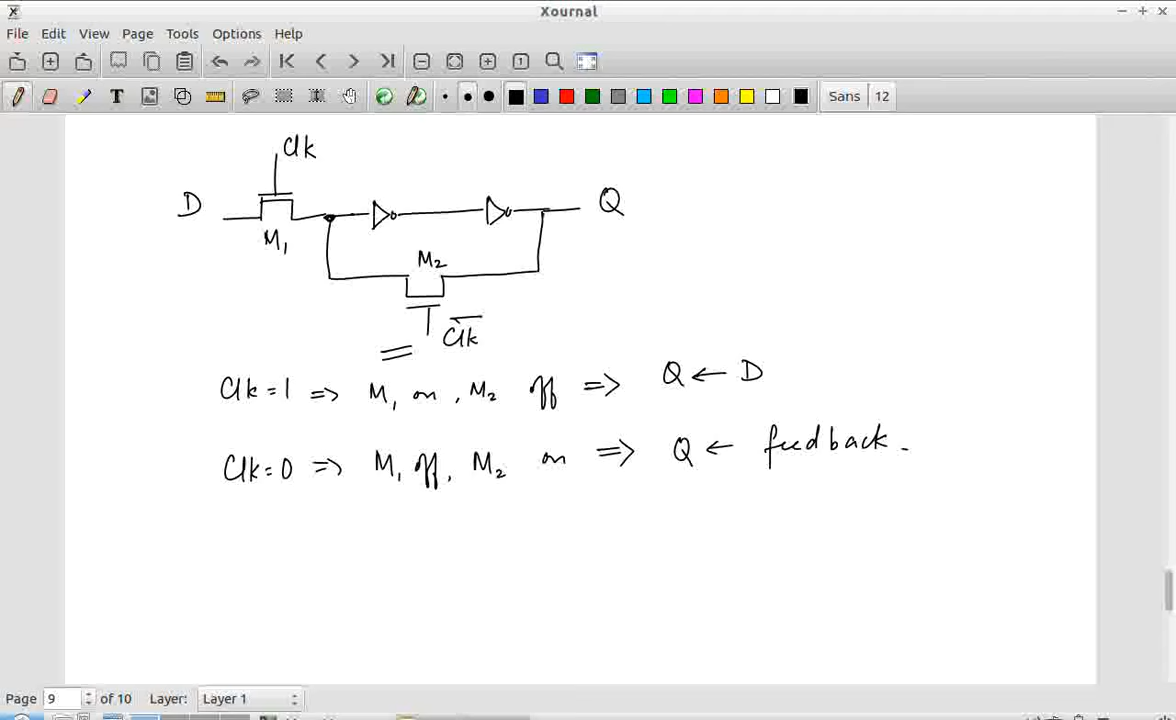 Xournal
File Edit View Page Tools Options Help
Sans 12
Clk
D
Q
M1
M2
C̅l̅k̅
Clk=1 => M1 on, M2 off => Q ← D
Clk=0 => M1 off, M2 on => Q ← feedback.
Page 9 of 10 Layer: Layer 1